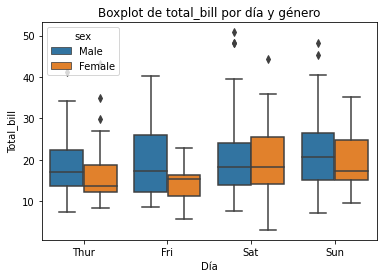 Boxplot de total_bill por día y género
sex
Male
Female
Total_bill
50
40
30
20
10
Thur
Fri
Sat
Sun
Día